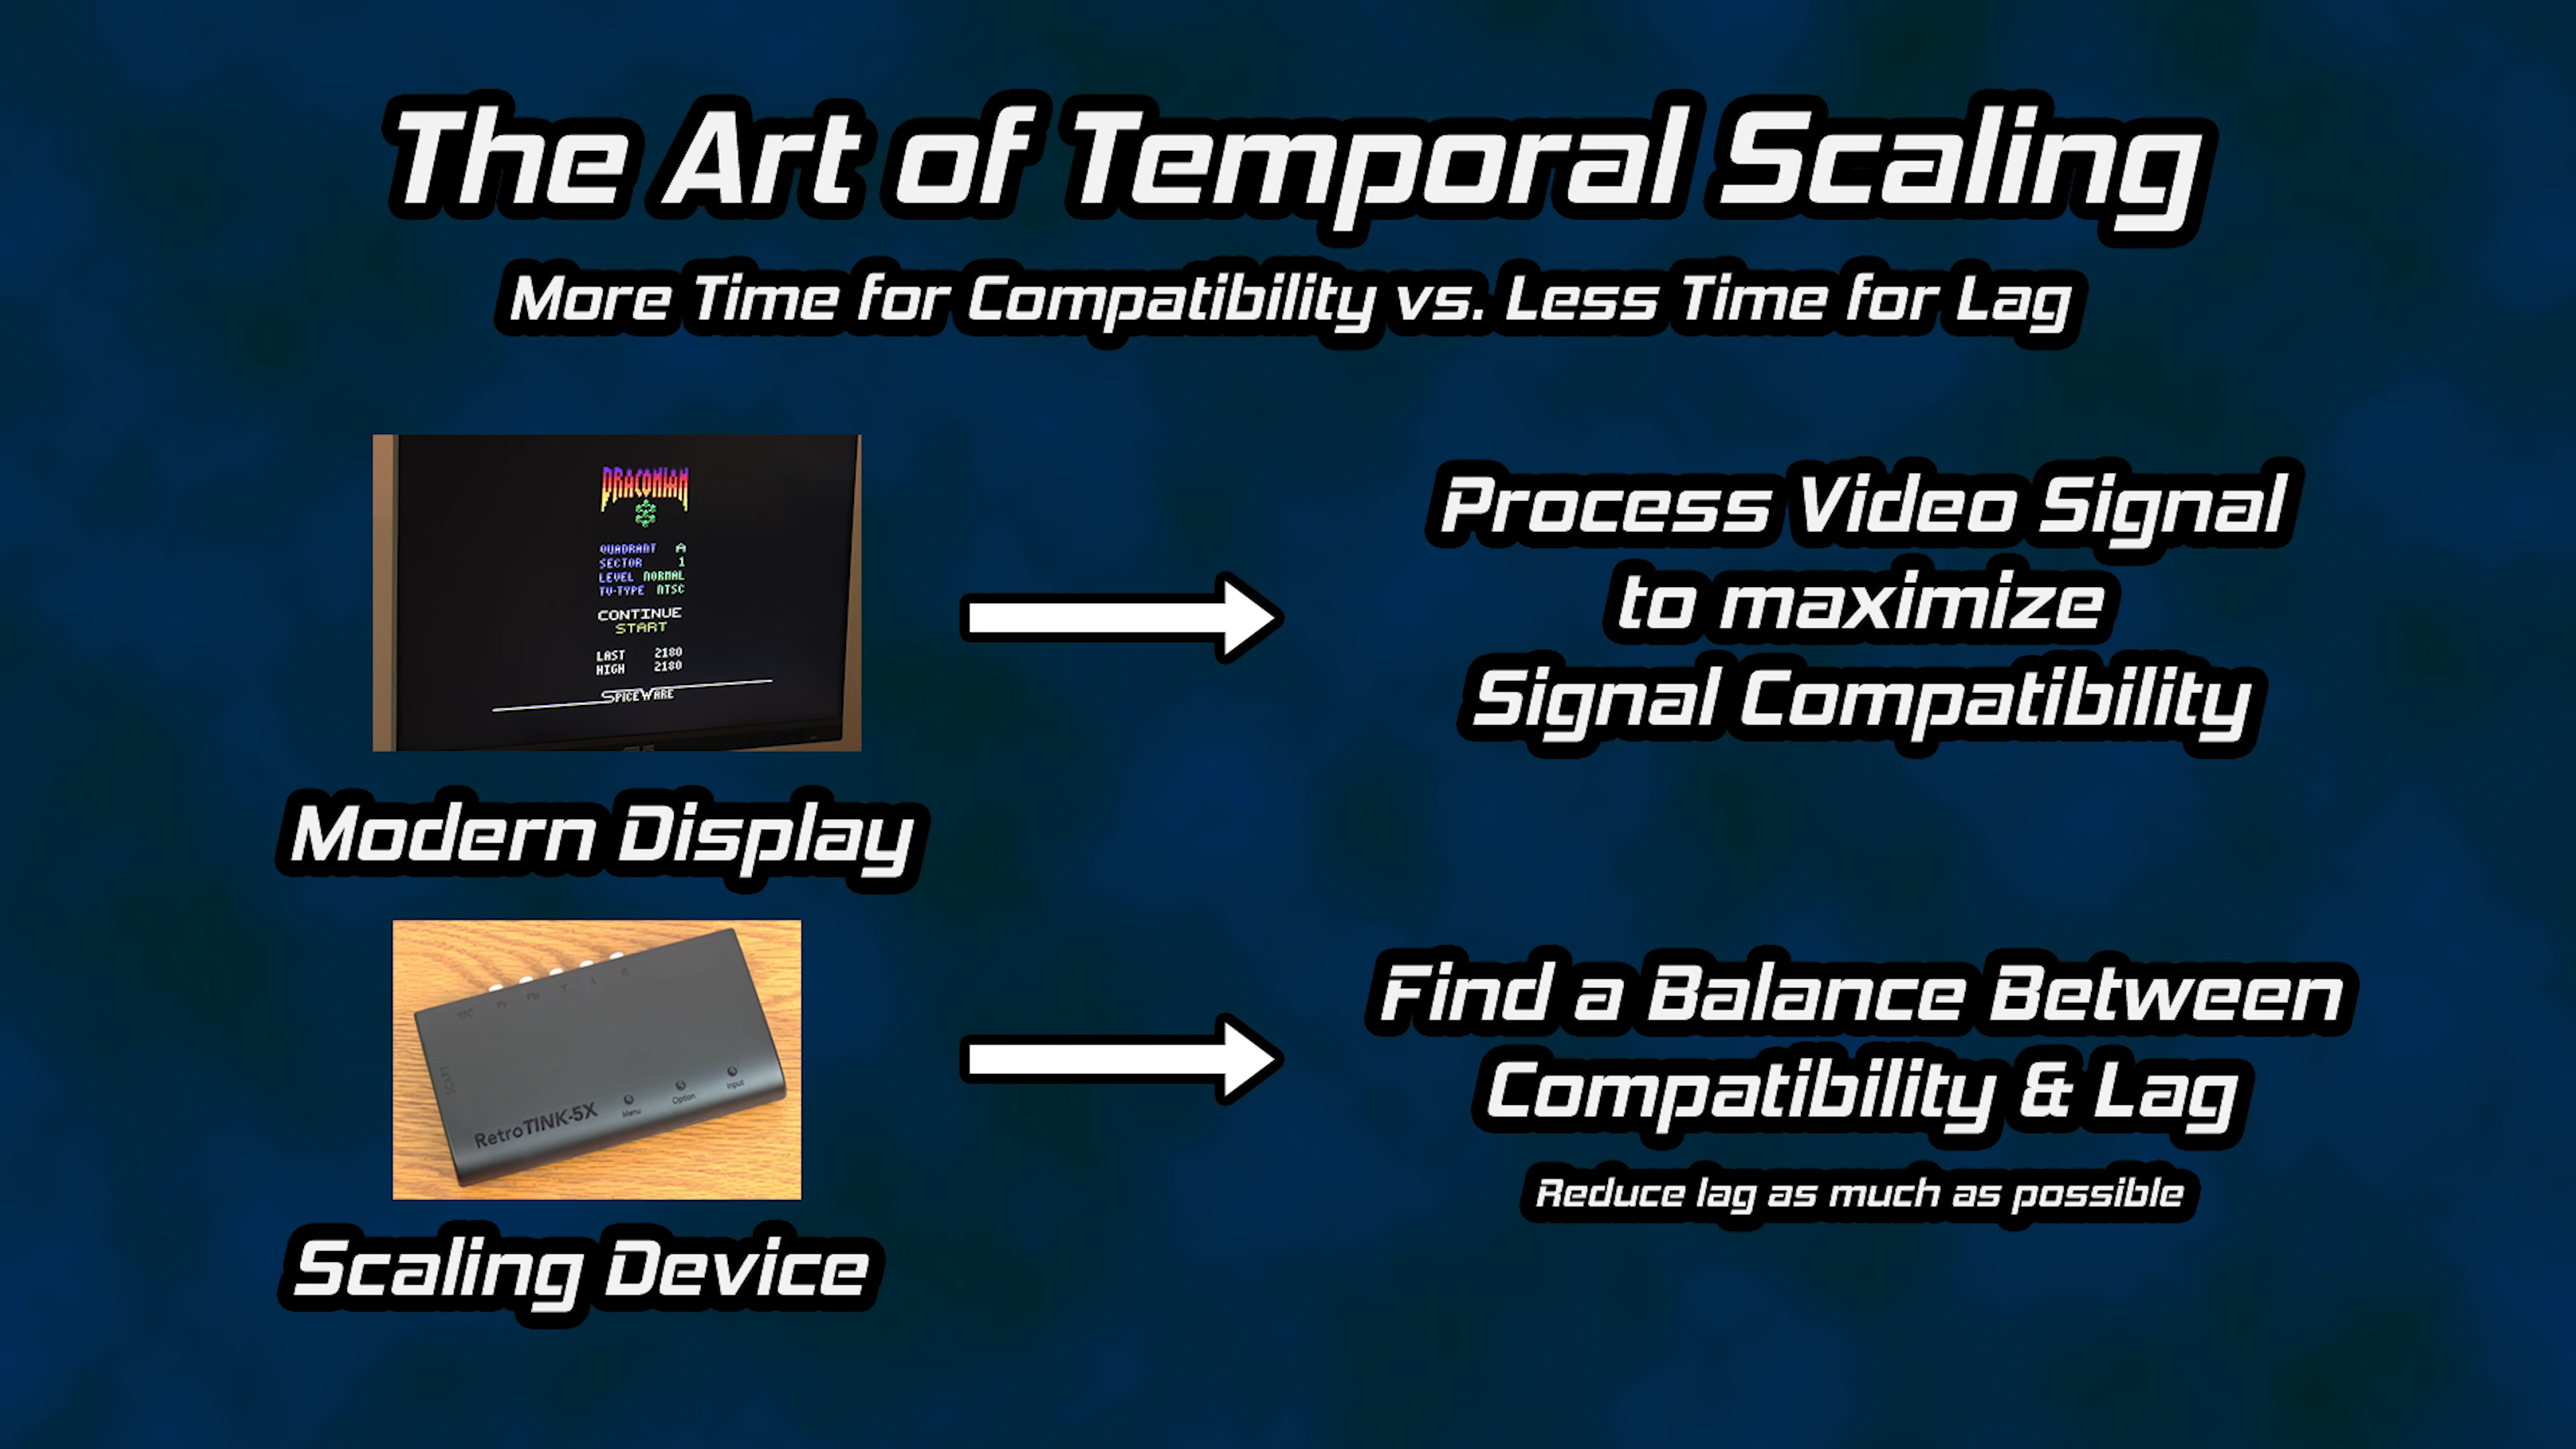 The Art of Temporal Scaling
More Time for Compatibility vs. Less Time for Lag
DRACONIAN
QUADRANT A
SECTOR 1
LEVEL NORMAL
TV-TYPE NTSC
CONTINUE
START
LAST 2180
HIGH 2180
SPICEWARE
Modern Display
Process Video Signal
to maximize
Signal Compatibility
Pr Pb Y L R
Menu Option Input
RetroTINK-5X
Scaling Device
Find a Balance Between
Compatibility & Lag
Reduce lag as much as possible